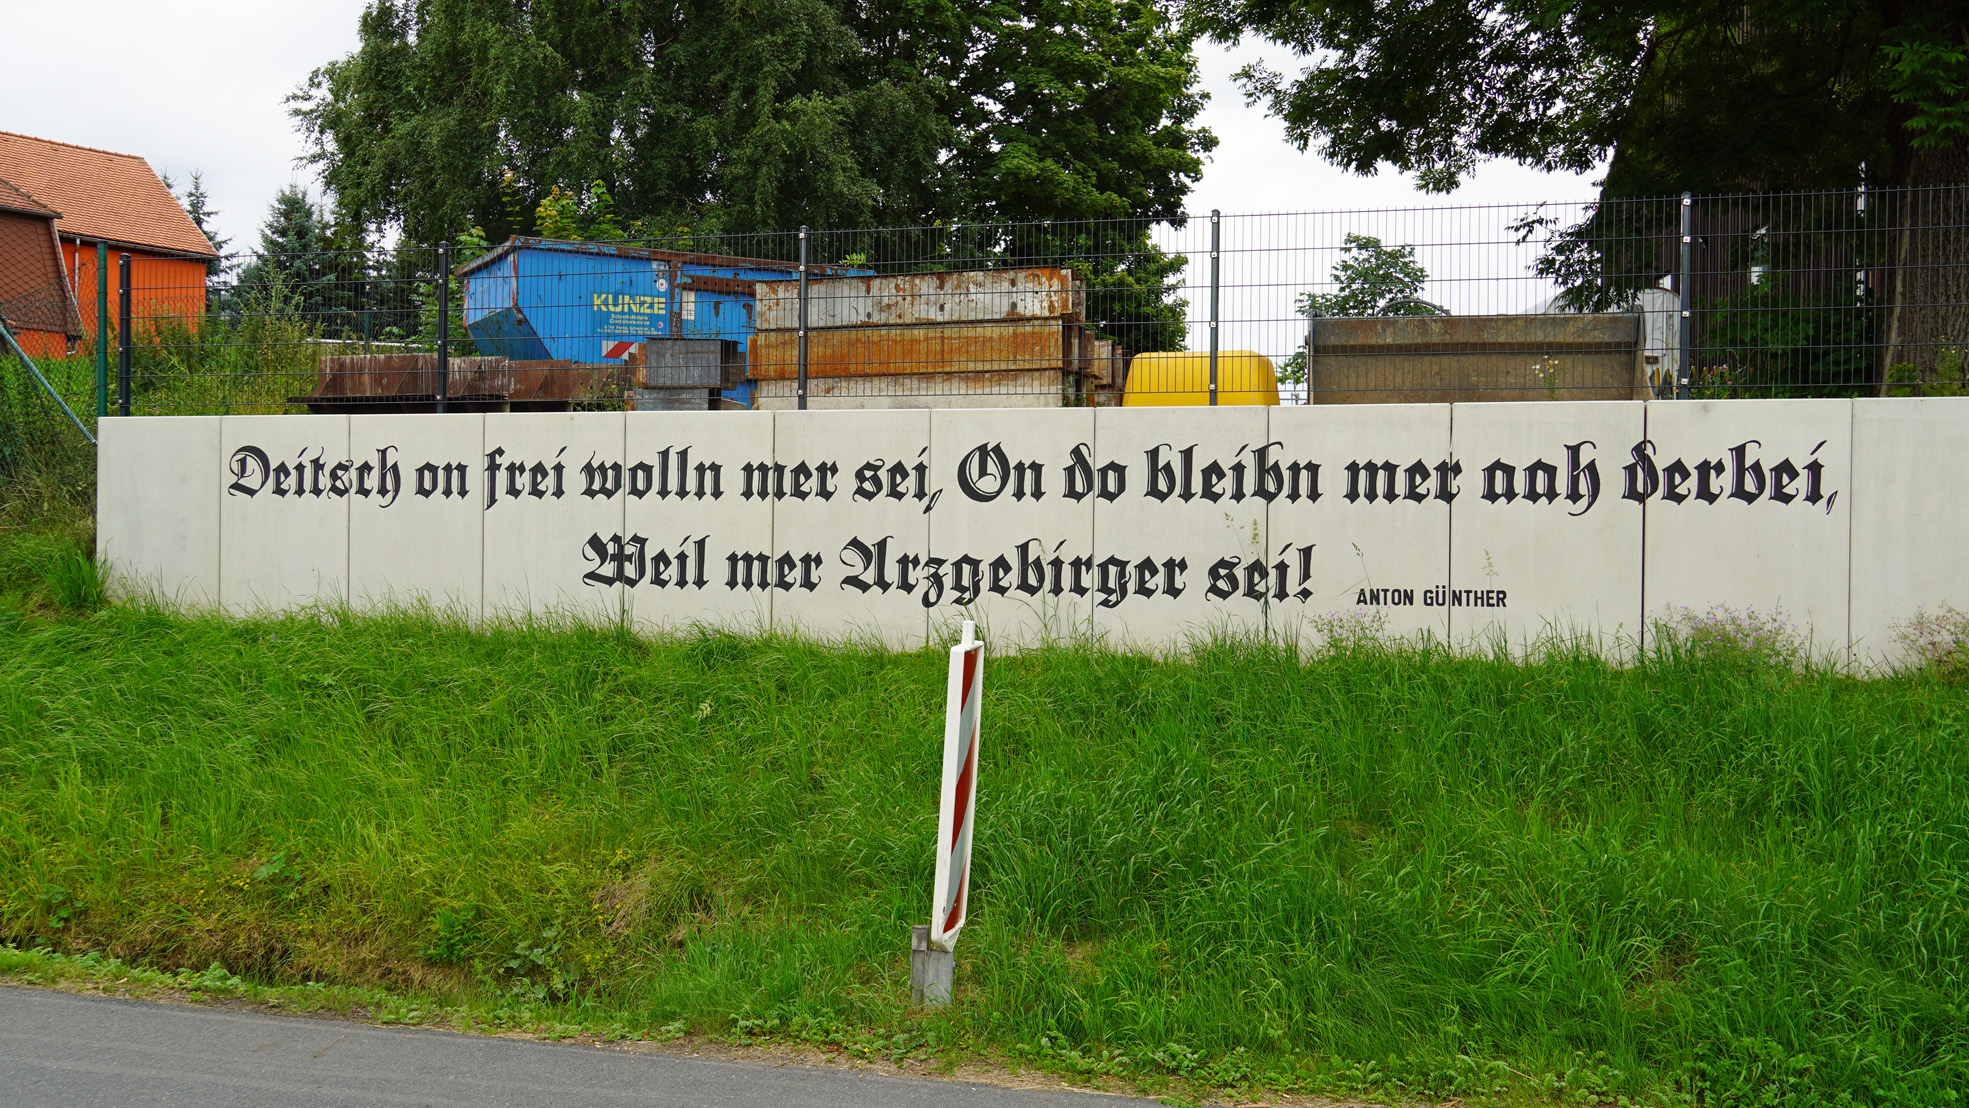 KUNZE
Deitsch on frei wolln mer sei, On do bleibn mer aah derbei,
Weil mer Arzgebirger sei!
ANTON GÜNTHER